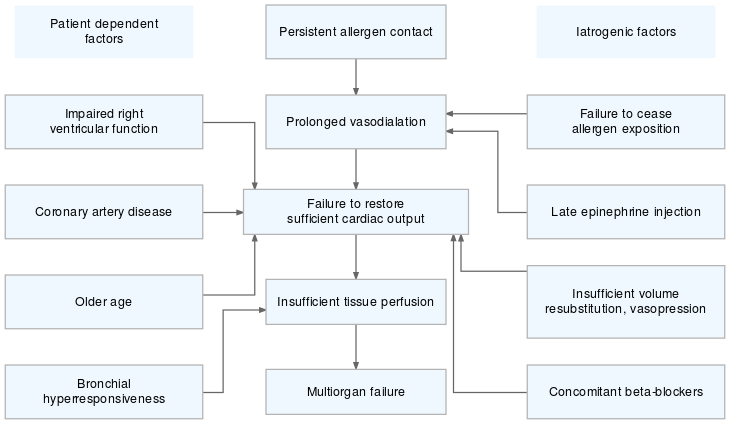 Patient dependent
factors
Persistent allergen contact
Iatrogenic factors
Impaired right
ventricular function
Prolonged vasodialation
Failure to cease
allergen exposition
Coronary artery disease
Failure to restore
sufficient cardiac output
Late epinephrine injection
Older age
Insufficient tissue perfusion
Insufficient volume
resubstitution, vasopression
Bronchial
hyperresponsiveness
Multiorgan failure
Concomitant beta-blockers